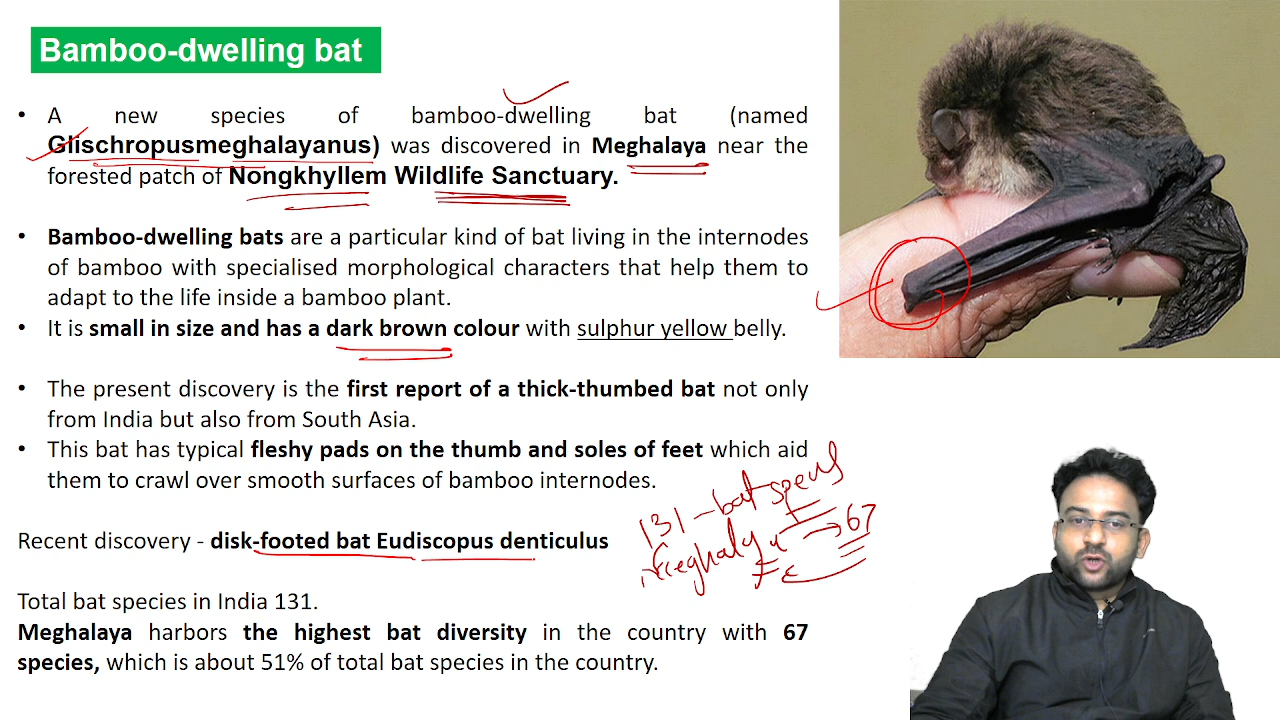 Bamboo-dwelling bat
• A new species of bamboo-dwelling bat (named
Glischropusmeghalayanus) was discovered in Meghalaya near the
forested patch of Nongkhyllem Wildlife Sanctuary.
• Bamboo-dwelling bats are a particular kind of bat living in the internodes
of bamboo with specialised morphological characters that help them to
adapt to the life inside a bamboo plant.
• It is small in size and has a dark brown colour with sulphur yellow belly.
• The present discovery is the first report of a thick-thumbed bat not only
from India but also from South Asia.
• This bat has typical fleshy pads on the thumb and soles of feet which aid
them to crawl over smooth surfaces of bamboo internodes.
131 - bat species
Meghalya → 67
Recent discovery - disk-footed bat Eudiscopus denticulus
Total bat species in India 131.
Meghalaya harbors the highest bat diversity in the country with 67
species, which is about 51% of total bat species in the country.